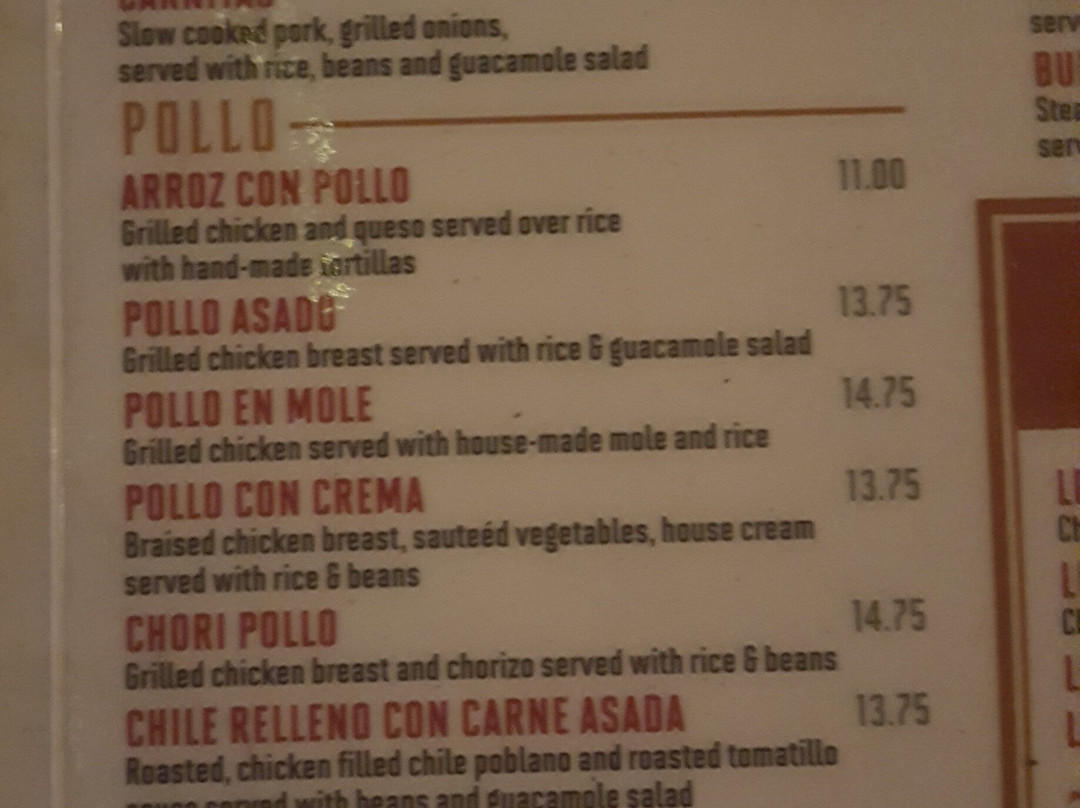 CARNITAS
Slow cooked pork, grilled onions,
served with rice, beans and guacamole salad
POLLO
ARROZ CON POLLO 11.00
Grilled chicken and queso served over rice
with hand-made tortillas
POLLO ASADO 13.75
Grilled chicken breast served with rice & guacamole salad
POLLO EN MOLE 14.75
Grilled chicken served with house-made mole and rice
POLLO CON CREMA 13.75
Braised chicken breast, sauteéd vegetables, house cream
served with rice & beans
CHORI POLLO 14.75
Grilled chicken breast and chorizo served with rice & beans
CHILE RELLENO CON CARNE ASADA 13.75
Roasted, chicken filled chile poblano and roasted tomatillo
sauce served with beans and guacamole salad